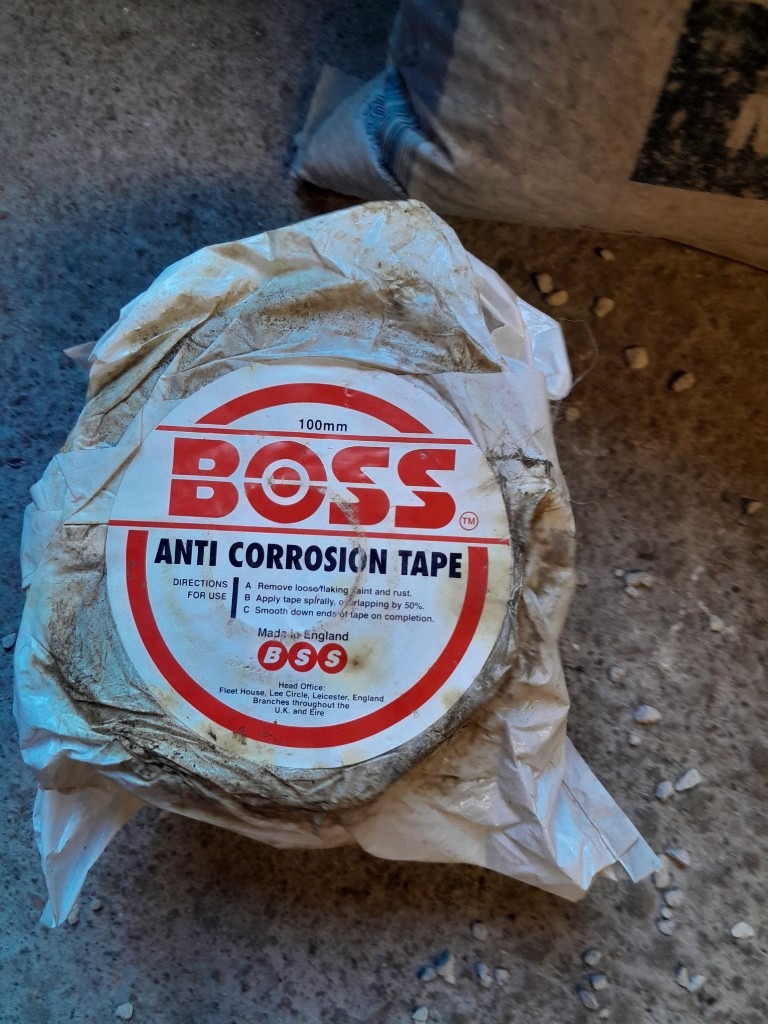 100mm
BOSS
TM
ANTI CORROSION TAPE
DIRECTIONS
FOR USE
A Remove loose/flaking aint and rust.
B Apply tape spirally, o erlapping by 50%.
C Smooth down ends of tape on completion.
Made in England
BSS
Head Office:
Fleet House, Lee Circle, Leicester, England
Branches throughout the
U.K. and Eire